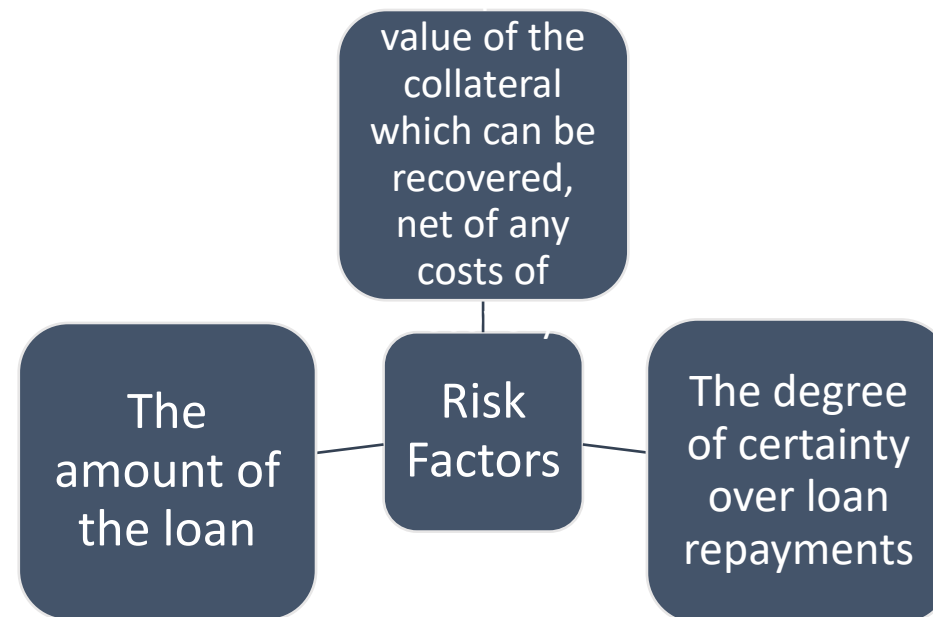 value of the
collateral
which can be
recovered,
net of any
costs of
Risk
Factors
The
amount of
the loan
The degree
of certainty
over loan
repayments